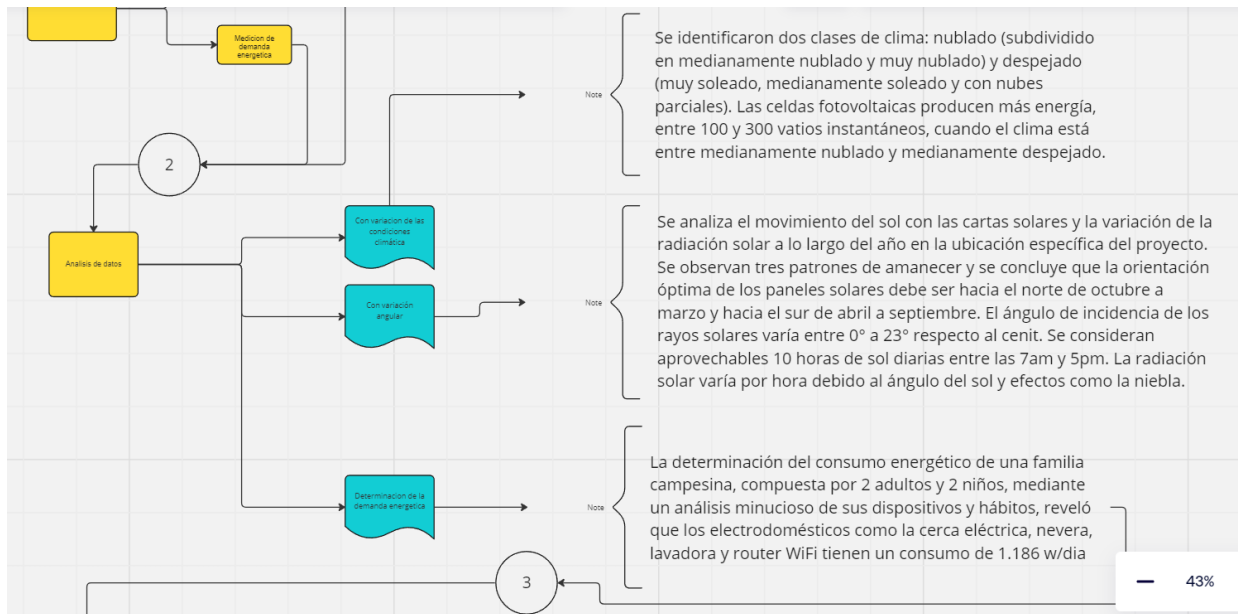 Medicion de
demanda
energetica
Note
Se identificaron dos clases de clima: nublado (subdividido
en medianamente nublado y muy nublado) y despejado
(muy soleado, medianamente soleado y con nubes
parciales). Las celdas fotovoltaicas producen más energía,
entre 100 y 300 vatios instantáneos, cuando el clima está
entre medianamente nublado y medianamente despejado.
2
Analisis de datos
Con variacion de las
condiciones
climática
Con variación
angular
Note
Se analiza el movimiento del sol con las cartas solares y la variación de la
radiación solar a lo largo del año en la ubicación específica del proyecto.
Se observan tres patrones de amanecer y se concluye que la orientación
óptima de los paneles solares debe ser hacia el norte de octubre a
marzo y hacia el sur de abril a septiembre. El ángulo de incidencia de los
rayos solares varía entre 0° a 23° respecto al cenit. Se consideran
aprovechables 10 horas de sol diarias entre las 7am y 5pm. La radiación
solar varía por hora debido al ángulo del sol y efectos como la niebla.
Determinacion de la
demanda energetica
Note
La determinación del consumo energético de una familia
campesina, compuesta por 2 adultos y 2 niños, mediante
un análisis minucioso de sus dispositivos y hábitos, reveló
que los electrodomésticos como la cerca eléctrica, nevera,
lavadora y router WiFi tienen un consumo de 1.186 w/dia
3
43%